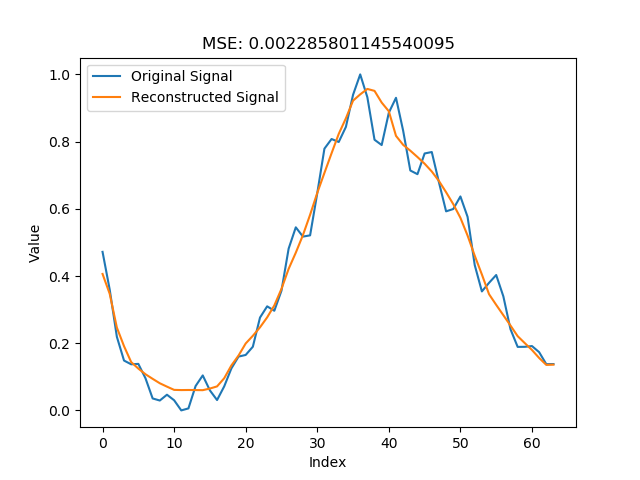 MSE: 0.002285801145540095
Original Signal
Reconstructed Signal
Value
1.0
0.8
0.6
0.4
0.2
0.0
0 10 20 30 40 50 60
Index